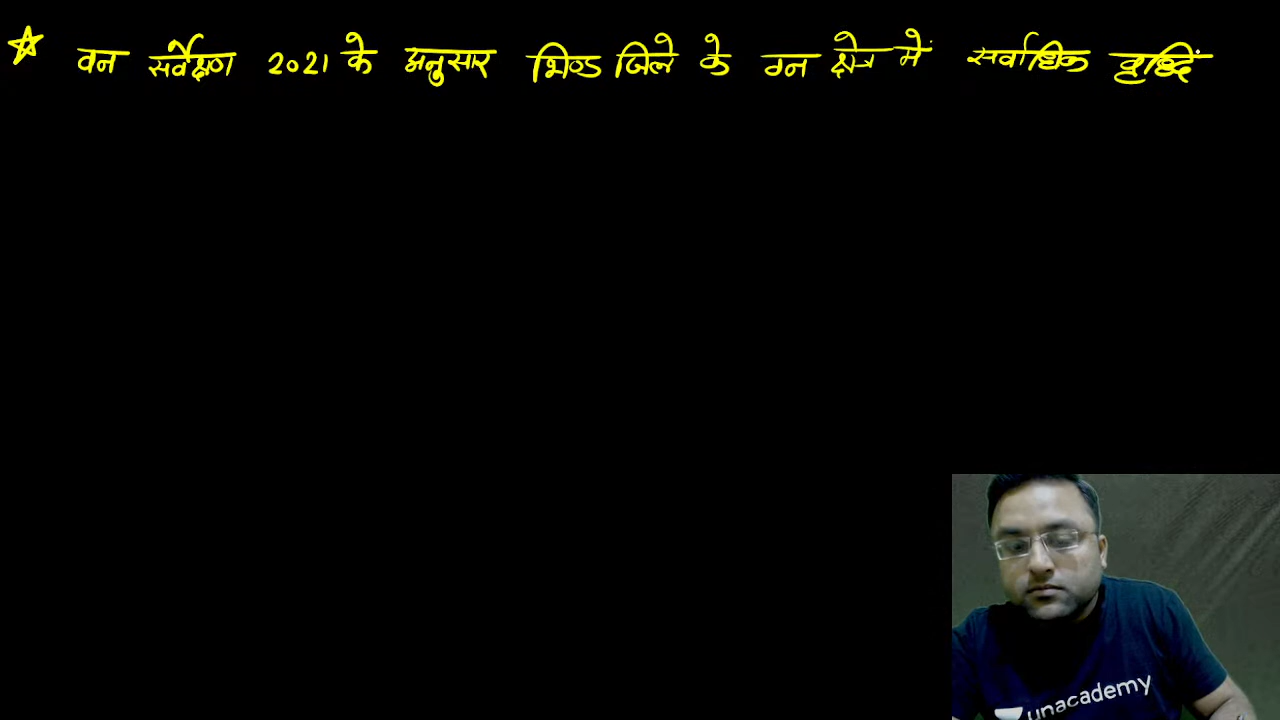 वन सर्वेक्षण 2021 के अनुसार भिण्ड जिले के वन क्षेत्र में सर्वाधिक वृद्धि
unacademy